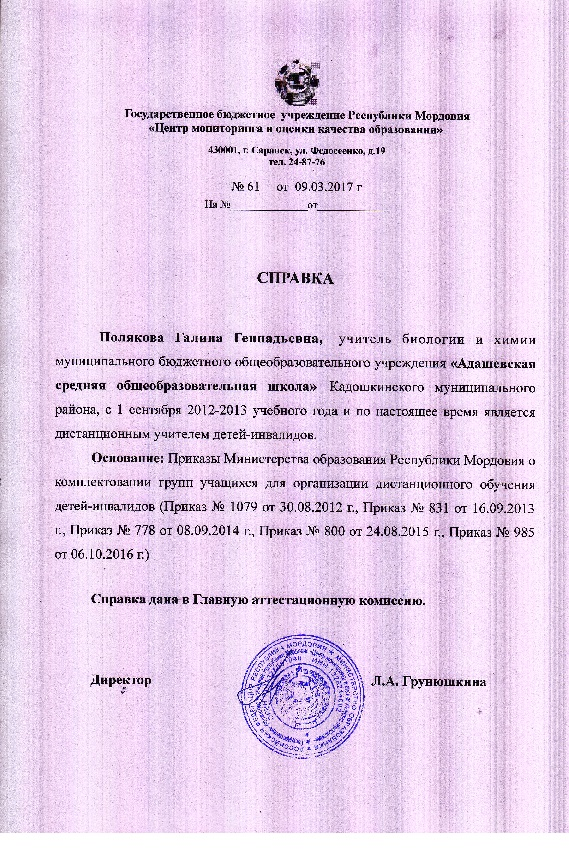 Государственное бюджетное учреждение Республики Мордовия
«Центр мониторинга и оценки качества образования»
430001, г. Саранск, ул. Федосеенко, д.19
тел. 24-87-76
№ 61 от 09.03.2017 г
На № ______________от__________
СПРАВКА
Полякова Галина Геннадьевна, учитель биологии и химии
муниципального бюджетного общеобразовательного учреждения «Адашевская
средняя общеобразовательная школа» Кадошкинского муниципального
района, с 1 сентября 2012-2013 учебного года и по настоящее время является
дистанционным учителем детей-инвалидов.
Основание: Приказы Министерства образования Республики Мордовия о
комплектовании групп учащихся для организации дистанционного обучения
детей-инвалидов (Приказ № 1079 от 30.08.2012 г., Приказ № 831 от 16.09.2013
г., Приказ № 778 от 08.09.2014 г., Приказ № 800 от 24.08.2015 г., Приказ № 985
от 06.10.2016 г.)
Справка дана в Главную аттестационную комиссию.
Директор
Л.А. Грунюшкина